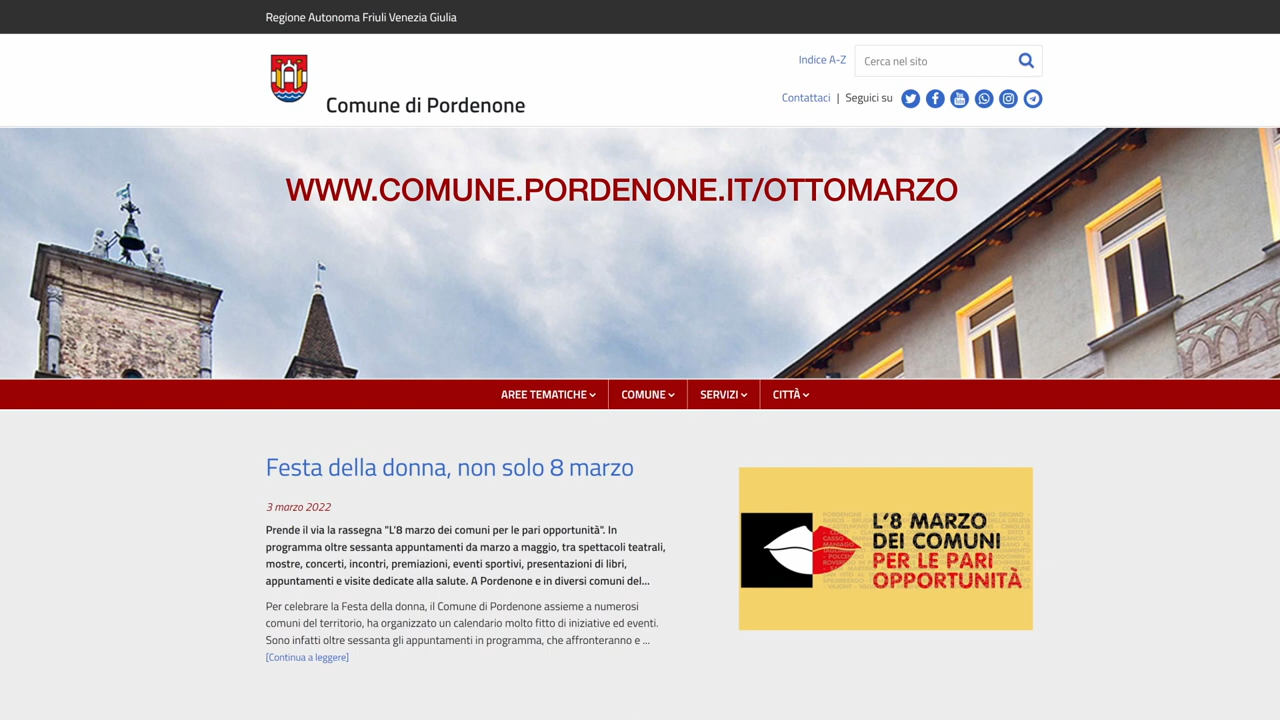 Regione Autonoma Friuli Venezia Giulia
Indice A-Z
Cerca nel sito
Comune di Pordenone
Contattaci | Seguici su
WWW.COMUNE.PORDENONE.IT/OTTOMARZO
AREE TEMATICHE
COMUNE
SERVIZI
CITTÀ
Festa della donna, non solo 8 marzo
3 marzo 2022
Prende il via la rassegna "L'8 marzo dei comuni per le pari opportunità". In
programma oltre sessanta appuntamenti da marzo a maggio, tra spettacoli teatrali,
mostre, concerti, incontri, premiazioni, eventi sportivi, presentazioni di libri,
appuntamenti e visite dedicate alla salute. A Pordenone e in diversi comuni del...
Per celebrare la Festa della donna, il Comune di Pordenone assieme a numerosi
comuni del territorio, ha organizzato un calendario molto fitto di iniziative ed eventi.
Sono infatti oltre sessanta gli appuntamenti in programma, che affronteranno e ...
[Continua a leggere]
L'8 MARZO
DEI COMUNI
PER LE PARI
OPPORTUNITÀ